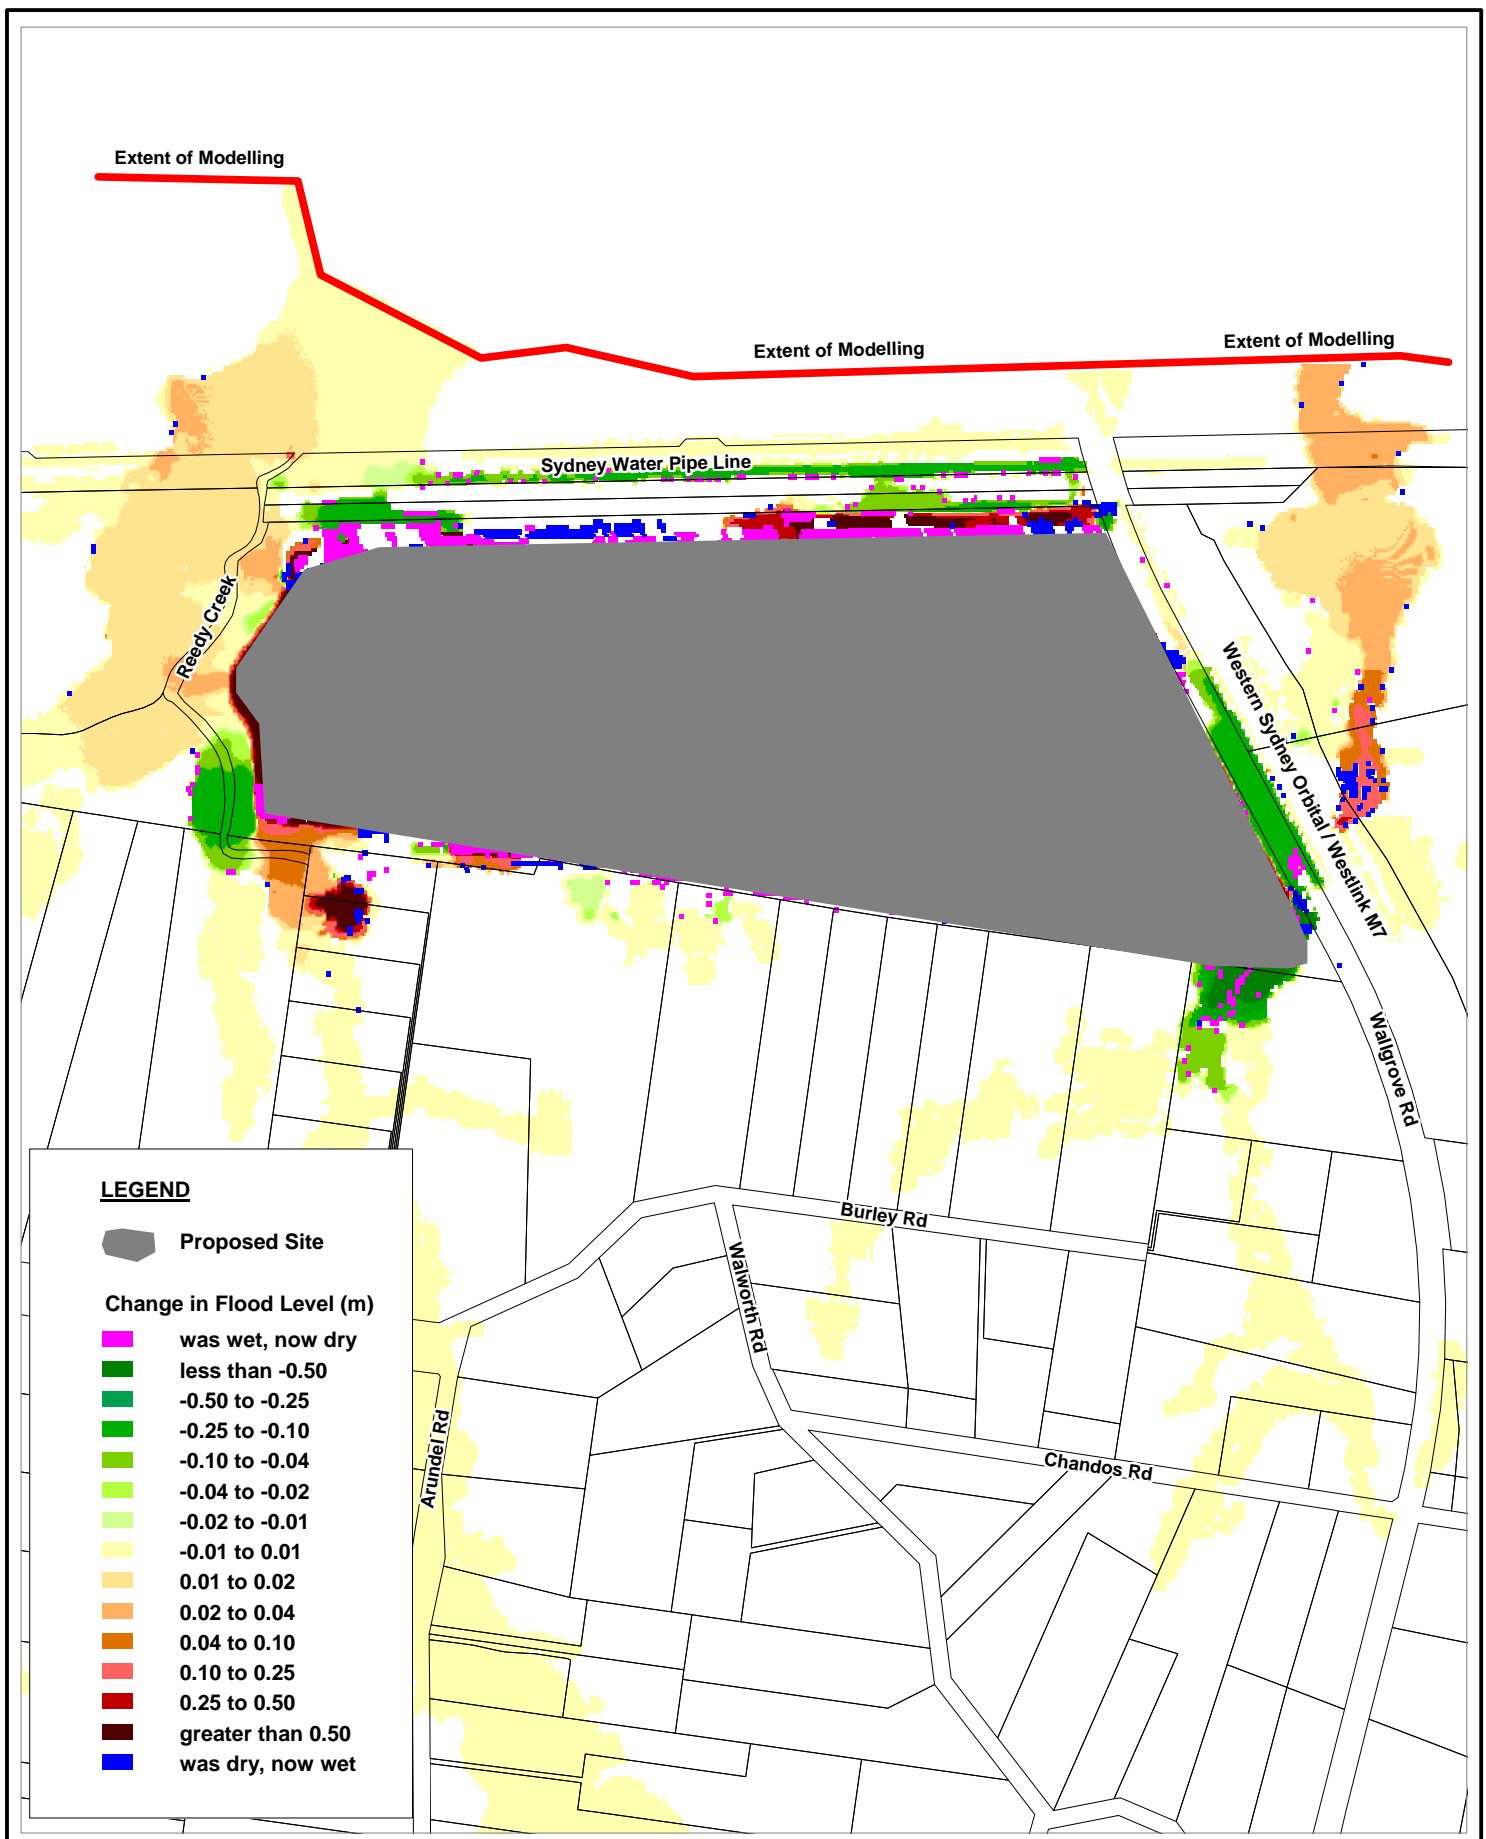 Extent of Modelling
Extent of Modelling
Extent of Modelling
Sydney Water Pipe Line
Reedy Creek
Western Sydney Orbital / Westlink M7
Wallgrove Rd
Burley Rd
Walworth Rd
Arundel Rd
Chandos Rd
LEGEND
Proposed Site
Change in Flood Level (m)
was wet, now dry
less than -0.50
-0.50 to -0.25
-0.25 to -0.10
-0.10 to -0.04
-0.04 to -0.02
-0.02 to -0.01
-0.01 to 0.01
0.01 to 0.02
0.02 to 0.04
0.04 to 0.10
0.10 to 0.25
0.25 to 0.50
greater than 0.50
was dry, now wet